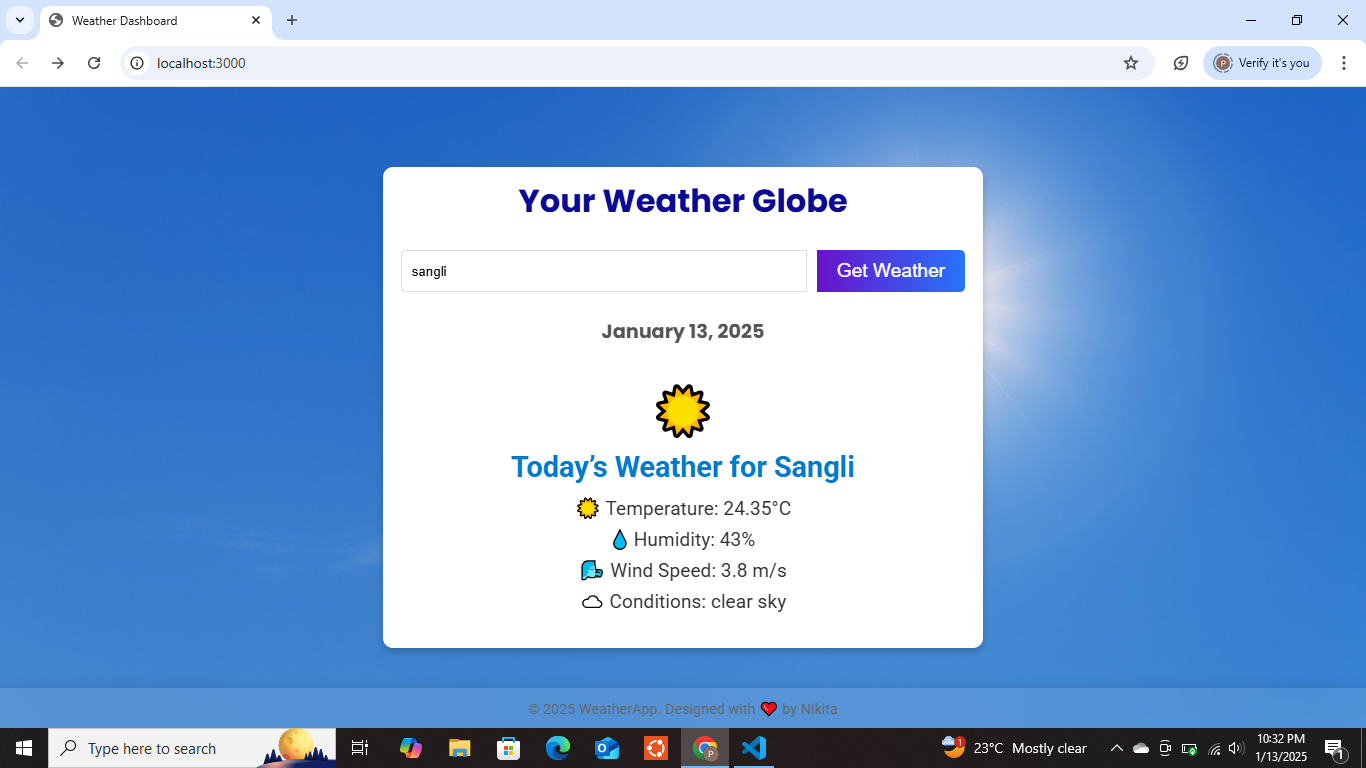 Weather Dashboard
localhost:3000
Verify it's you
Your Weather Globe
sangli
Get Weather
January 13, 2025
Today’s Weather for Sangli
Temperature: 24.35°C
Humidity: 43%
Wind Speed: 3.8 m/s
Conditions: clear sky
© 2025 WeatherApp. Designed with ❤️ by Nikita
Type here to search
23°C Mostly clear
10:32 PM
1/13/2025